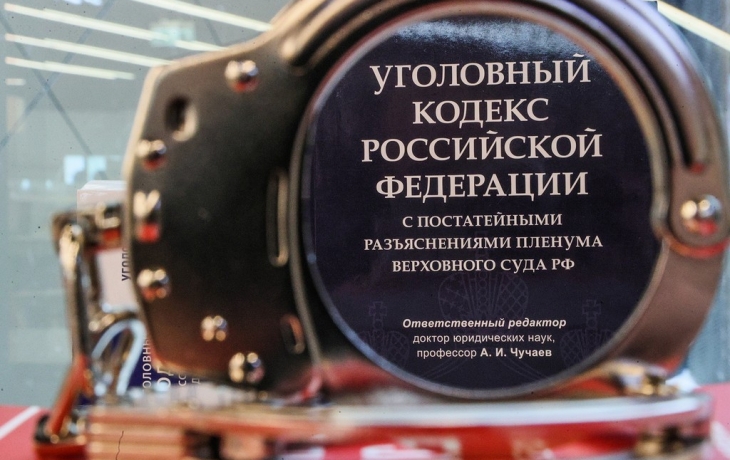 УГОЛОВНЫЙ
КОДЕКС
РОССИЙСКОЙ
ФЕДЕРАЦИИ
С ПОСТАТЕЙНЫМИ
РАЗЪЯСНЕНИЯМИ ПЛЕНУМА
ВЕРХОВНОГО СУДА РФ
Ответственный редактор
доктор юридических наук,
профессор А. И. Чучаев